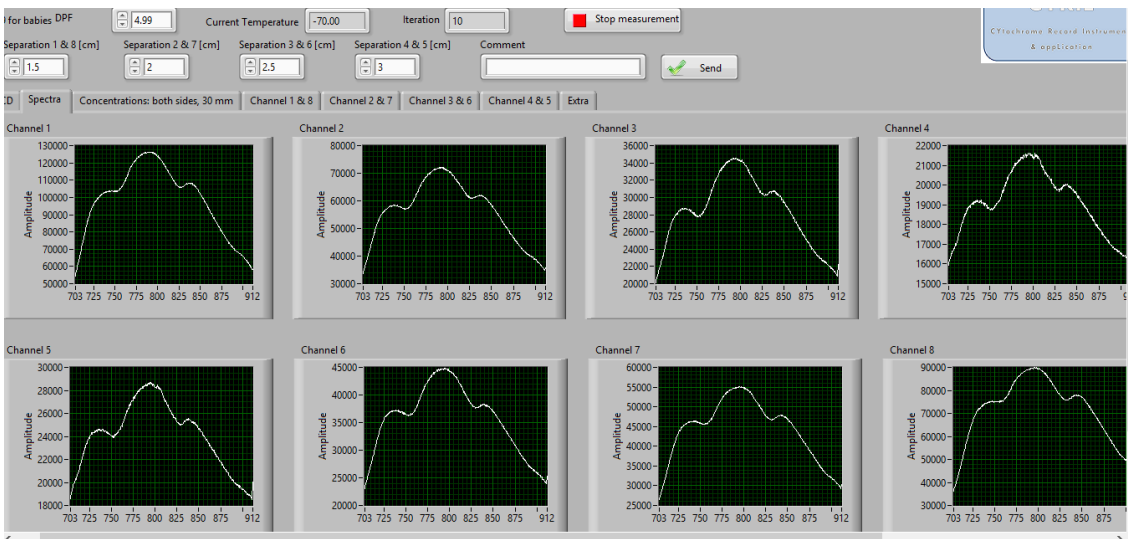 for babies DPF 4.99 Current Temperature -70.00 Iteration 10 Stop measurement
CYtochrome Record Instrumen
& appLication
Separation 1 & 8 [cm] Separation 2 & 7 [cm] Separation 3 & 6 [cm] Separation 4 & 5 [cm] Comment
1.5 2 2.5 3 Send
CD Spectra Concentrations: both sides, 30 mm Channel 1 & 8 Channel 2 & 7 Channel 3 & 6 Channel 4 & 5 Extra
Channel 1
130000
120000
110000
100000
90000
80000
70000
60000
50000
Amplitude
703 725 750 775 800 825 850 875 912
Channel 2
80000
70000
60000
50000
40000
30000
Amplitude
703 725 750 775 800 825 850 875 912
Channel 3
36000
34000
32000
30000
28000
26000
24000
22000
20000
Amplitude
703 725 750 775 800 825 850 875 912
Channel 4
22000
21000
20000
19000
18000
17000
16000
15000
Amplitude
703 725 750 775 800 825 850 875 9
Channel 5
30000
28000
26000
24000
22000
20000
18000
Amplitude
703 725 750 775 800 825 850 875 912
Channel 6
45000
40000
35000
30000
25000
20000
Amplitude
703 725 750 775 800 825 850 875 912
Channel 7
60000
55000
50000
45000
40000
35000
30000
25000
Amplitude
703 725 750 775 800 825 850 875 912
Channel 8
90000
80000
70000
60000
50000
40000
30000
Amplitude
703 725 750 775 800 825 850 875